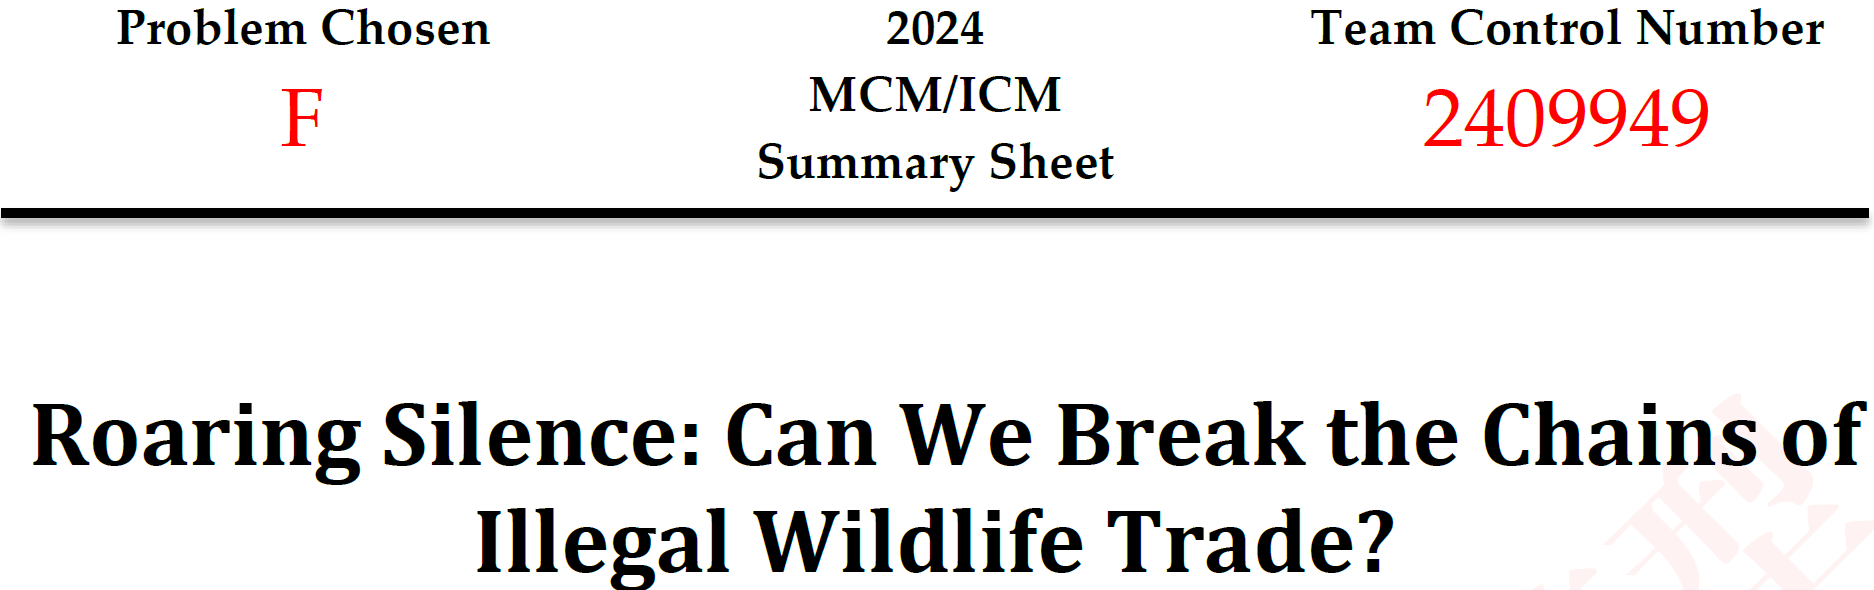 Problem Chosen
2024
Team Control Number
F
MCM/ICM
2409949
Summary Sheet
Roaring Silence: Can We Break the Chains of
Illegal Wildlife Trade?